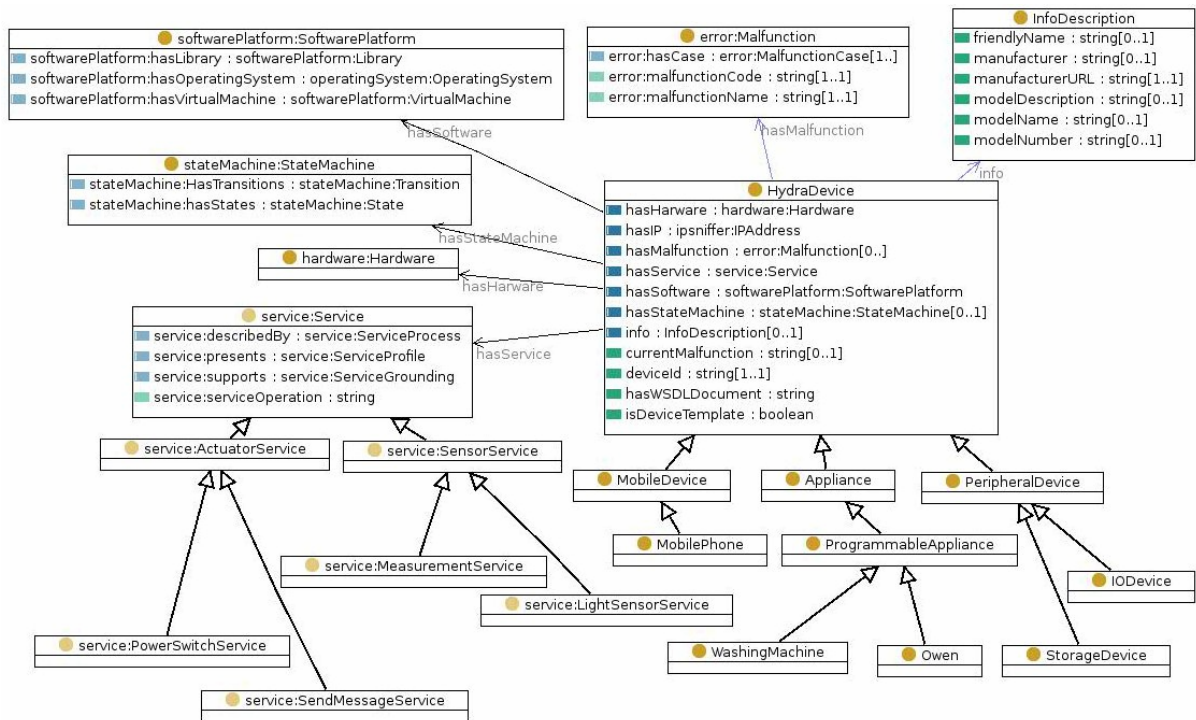 softwarePlatform:SoftwarePlatform
softwarePlatform:hasLibrary : softwarePlatform:Library
softwarePlatform:hasOperatingSystem : operatingSystem:OperatingSystem
softwarePlatform:hasVirtualMachine : softwarePlatform:VirtualMachine
error:Malfunction
error:hasCase : error:MalfunctionCase[1..]
error:malfunctionCode : string[1..1]
error:malfunctionName : string[1..1]
InfoDescription
friendlyName : string[0..1]
manufacturer : string[0..1]
manufacturerURL : string[1..1]
modelDescription : string[0..1]
modelName : string[0..1]
modelNumber : string[0..1]
hasSoftware
hasMalfunction
info
stateMachine:StateMachine
stateMachine:HasTransitions : stateMachine:Transition
stateMachine:hasStates : stateMachine:State
hasStateMachine
hardware:Hardware
hasHarware
HydraDevice
hasHarware : hardware:Hardware
hasIP : ipsniffer:IPAddress
hasMalfunction : error:Malfunction[0..]
hasService : service:Service
hasSoftware : softwarePlatform:SoftwarePlatform
hasStateMachine : stateMachine:StateMachine[0..1]
info : InfoDescription[0..1]
currentMalfunction : string[0..1]
deviceId : string[1..1]
hasWSDLDocument : string
isDeviceTemplate : boolean
service:Service
service:describedBy : service:ServiceProcess
service:presents : service:ServiceProfile
service:supports : service:ServiceGrounding
service:serviceOperation : string
hasService
service:ActuatorService
service:SensorService
MobileDevice
Appliance
PeripheralDevice
MobilePhone
ProgrammableAppliance
service:MeasurementService
IODevice
service:LightSensorService
service:PowerSwitchService
WashingMachine
Owen
StorageDevice
service:SendMessageService